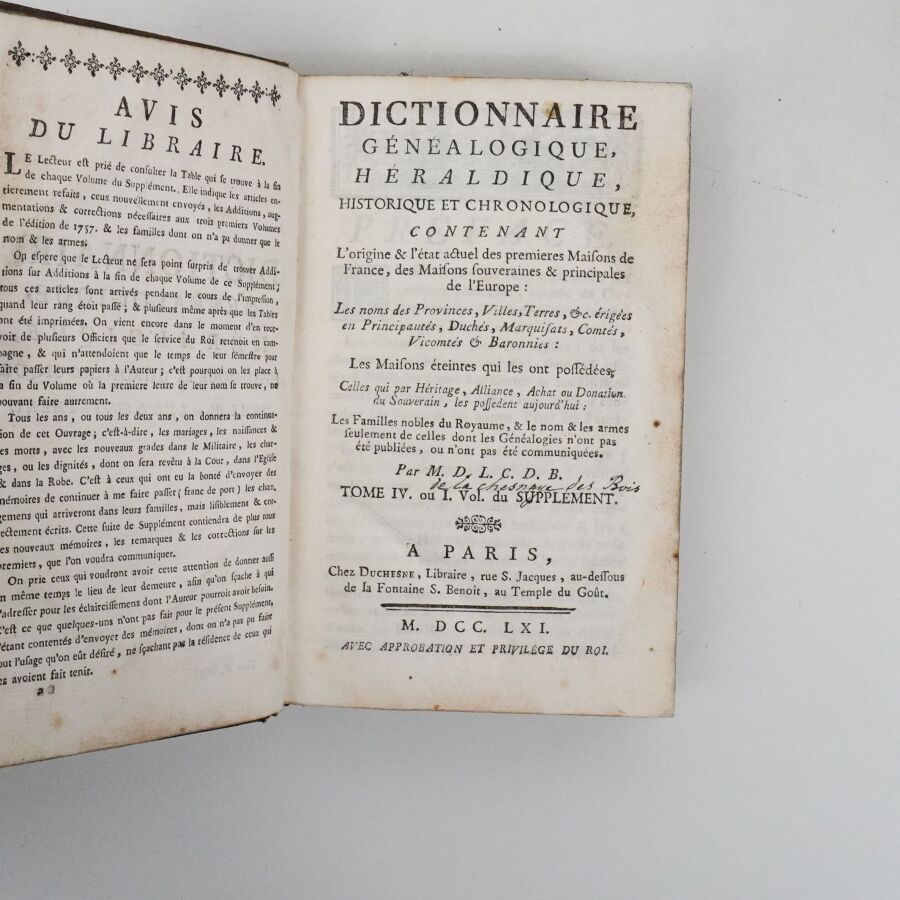 AVIS
DU LIBRAIRE.
LE Lecteur est prié de consulter la Table qui se trouve à la fin
de chaque Volume du Supplément. Elle indique les articles en-
tierement refaits, ceux nouvellement envoyés, les Additions, aug-
mentations & corrections nécessaires aux trois premiers Volumes
de l'édition de 1757. & les familles dont on n'a pu donner que le
nom & les armes.
On espere que le Lecteur ne sera point surpris de trouver Addi-
tions sur Additions à la fin de chaque Volume de ce Supplément;
tous ces articles sont arrivés pendant le cours de l'impression,
quand leur rang étoit passé; & plusieurs même après que les Tables
ont été imprimées. On vient encore dans le moment d'en rece-
voir de plusieurs Officiers que le service du Roi retenoit en cam-
pagne, & qui n'attendoient que le temps de leur sémestre pour
faire passer leurs papiers à l'Auteur; c'est pourquoi on les place à
la fin du Volume où la premiere lettre de leur nom se trouve, ne
pouvant faire autrement.
Tous les ans, ou tous les deux ans, on donnera la continua-
tion de cet Ouvrage; c'est-à-dire, les mariages, les naissances &
les morts, avec les nouveaux grades dans le Militaire, les char-
ges, ou les dignités, dont on sera revêtu à la Cour, dans l'Eglise
& dans la Robe. C'est à ceux qui ont eu la bonté d'envoyer des
mémoires de continuer à me faire passer (franc de port) les chan-
gemens qui arriveront dans leurs familles, mais lisiblement & cor-
rectement écrits. Cette suite de Supplément contiendra de plus tous
les nouveaux mémoires, les remarques & les corrections sur les
premiers, que l'on voudra communiquer.
On prie ceux qui voudront avoir cette attention de donner aussi
en même temps le lieu de leur demeure, afin qu'on sçache à qui
s'adresser pour les éclaircissemens dont l'Auteur pourroit avoir besoin.
C'est ce que quelques-uns n'ont pas fait pour le présent Supplément,
s'étant contentés d'envoyer des mémoires, dont on n'a pas pu faire
tout l'usage qu'on eût désiré, ne sçachant pas la résidence de ceux qui
les avoient fait tenir.
DICTIONNAIRE
GÉNÉALOGIQUE,
HÉRALDIQUE,
HISTORIQUE ET CHRONOLOGIQUE,
CONTENANT
L'origine & l'état actuel des premieres Maisons de
France, des Maisons souveraines & principales
de l'Europe :
Les noms des Provinces, Villes, Terres, &c. érigées
en Principautés, Duchés, Marquisats, Comtés,
Vicomtés & Baronnies :
Les Maisons éteintes qui les ont possédées;
Celles qui par Héritage, Alliance, Achat ou Donation
du Souverain, les possedent aujourd'hui :
Les Familles nobles du Royaume, & le nom & les armes
seulement de celles dont les Généalogies n'ont pas
été publiées, ou n'ont pas été communiquées.
Par M. D. L. C. D. B.
de la chesnaye des Bois
TOME IV. ou I. Vol. du SUPPLÉMENT.
A PARIS,
Chez DUCHESNE, Libraire, rue S. Jacques, au-dessous
de la Fontaine S. Benoît, au Temple du Goût.
M. DCC. LXI.
AVEC APPROBATION ET PRIVILÉGE DU ROI.